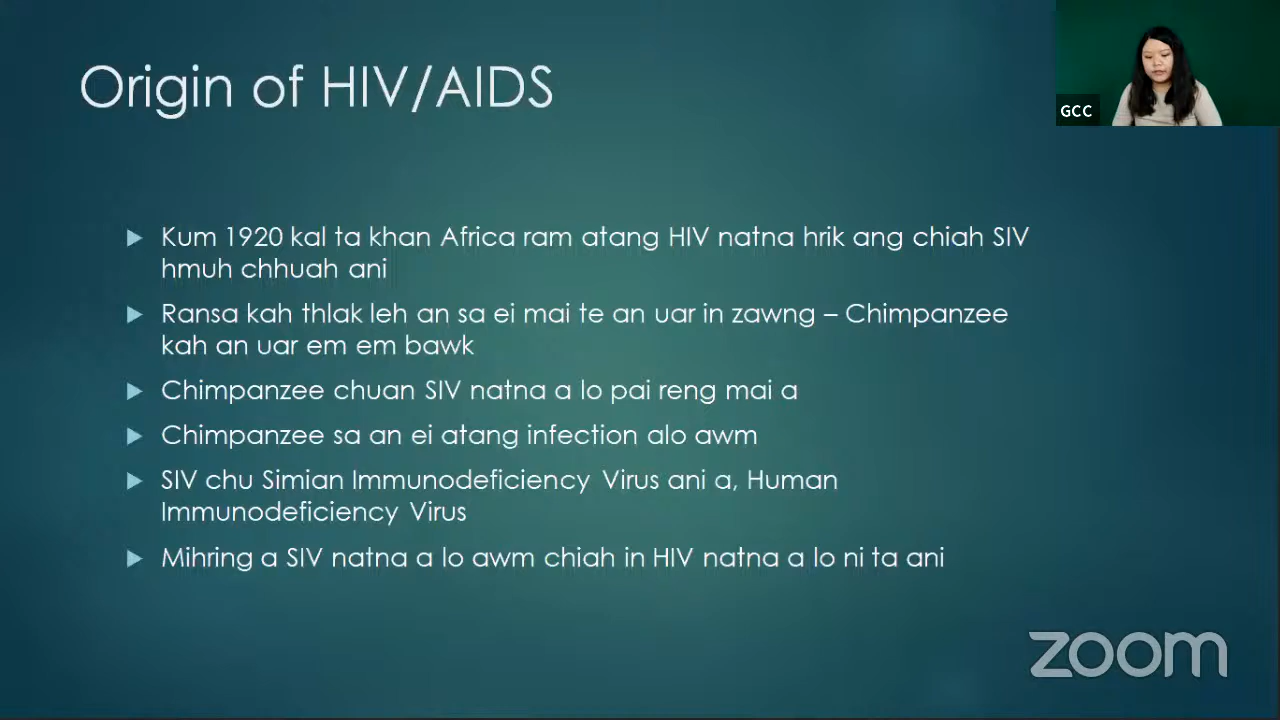 Origin of HIV/AIDS
GCC
Kum 1920 kal ta khan Africa ram atang HIV natna hrik ang chiah SIV
hmuh chhuah ani
Ransa kah thlak leh an sa ei mai te an uar in zawng – Chimpanzee
kah an uar em em bawk
Chimpanzee chuan SIV natna a lo pai reng mai a
Chimpanzee sa an ei atang infection alo awm
SIV chu Simian Immunodeficiency Virus ani a, Human
Immunodeficiency Virus
Mihring a SIV natna a lo awm chiah in HIV natna a lo ni ta ani
zoom